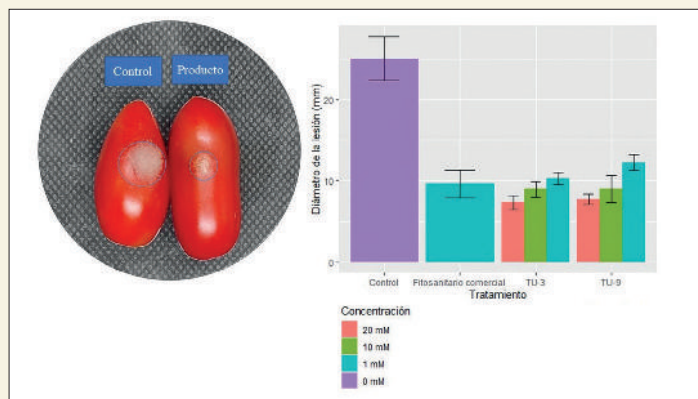 Control
Producto
Diámetro de la lesión (mm)
20
10
0
Control
Fitosanitario comercial
TU-3
TU-9
Tratamiento
Concentración
20 mM
10 mM
1 mM
0 mM